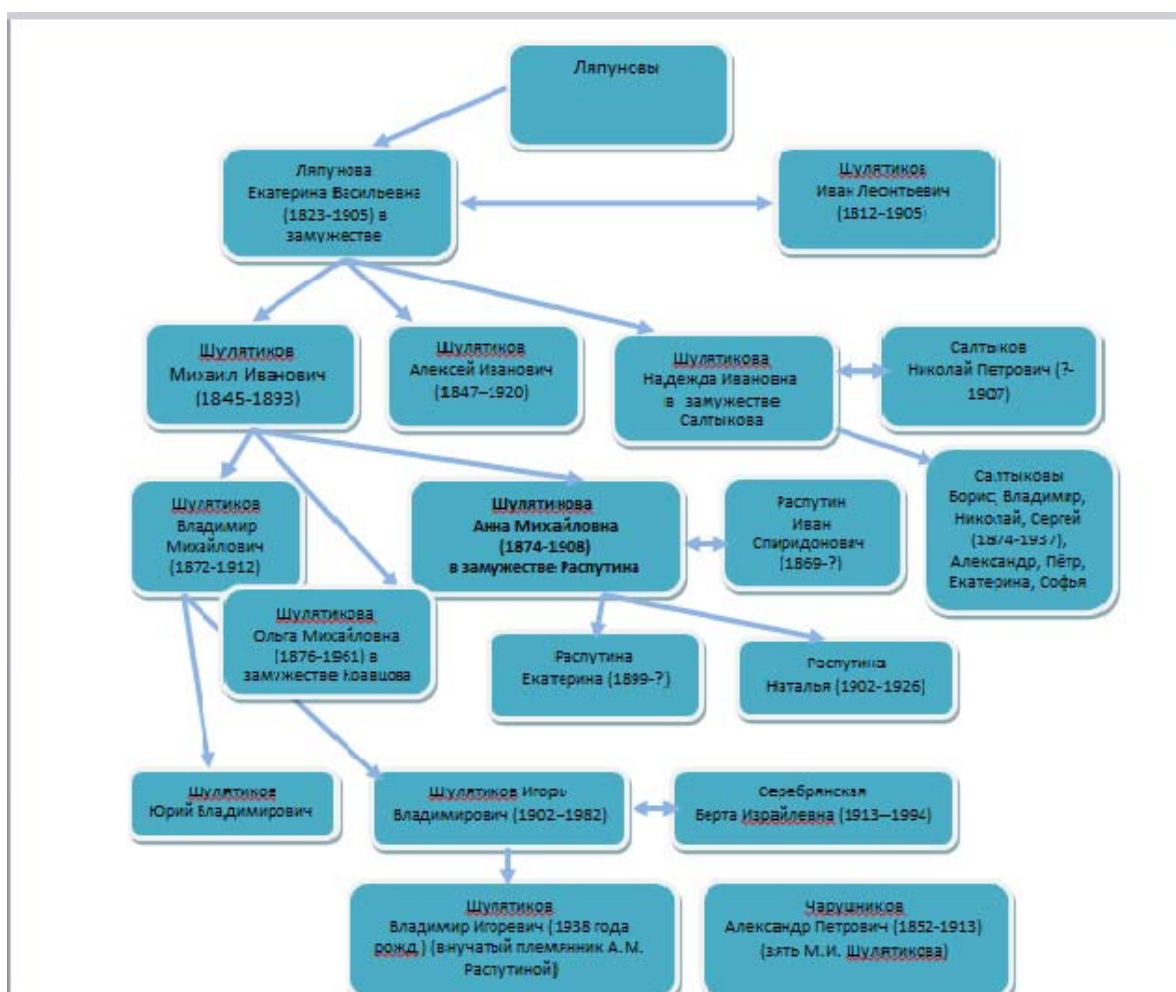 Ляпуновы
Ляпунова
Екатерина Васильевна
(1823-1905) в
замужестве
Шулятиков
Иван Леонтьевич
(1812–1905)
Шулятиков
Михаил Иванович
(1845-1893)
Шулятиков
Алексей Иванович
(1847–1920)
Шулятикова
Надежда Ивановна
в замужестве
Салтыкова
Салтыков
Николай Петрович (?-
1907)
Шулятиков
Владимир
Михайлович
(1872-1912)
Шулятикова
Анна Михайловна
(1874-1908)
в замужестве Распутина
Распутин
Иван
Спиридонович
(1869-?)
Салтыковы
Борис, Владимир,
Николай, Сергей
(1874-1937),
Александр, Пётр,
Екатерина, Софья
Шулятикова
Ольга Михайловна
(1876-1961) в
замужестве Кравцова
Распутина
Екатерина (1899-?)
Распутина
Наталья (1902-1926)
Шулятиков
Юрий Владимирович
Шулятиков Игорь
Владимирович (1902–1982)
Серебрянская
Берта Израйлевна (1913–1994)
Шулятиков
Владимир Игоревич (1938 года
рожд.) (внучатый племянник А.М.
Распутиной)
Чарушников
Александр Петрович (1852-1913)
(зять М.И. Шулятикова)